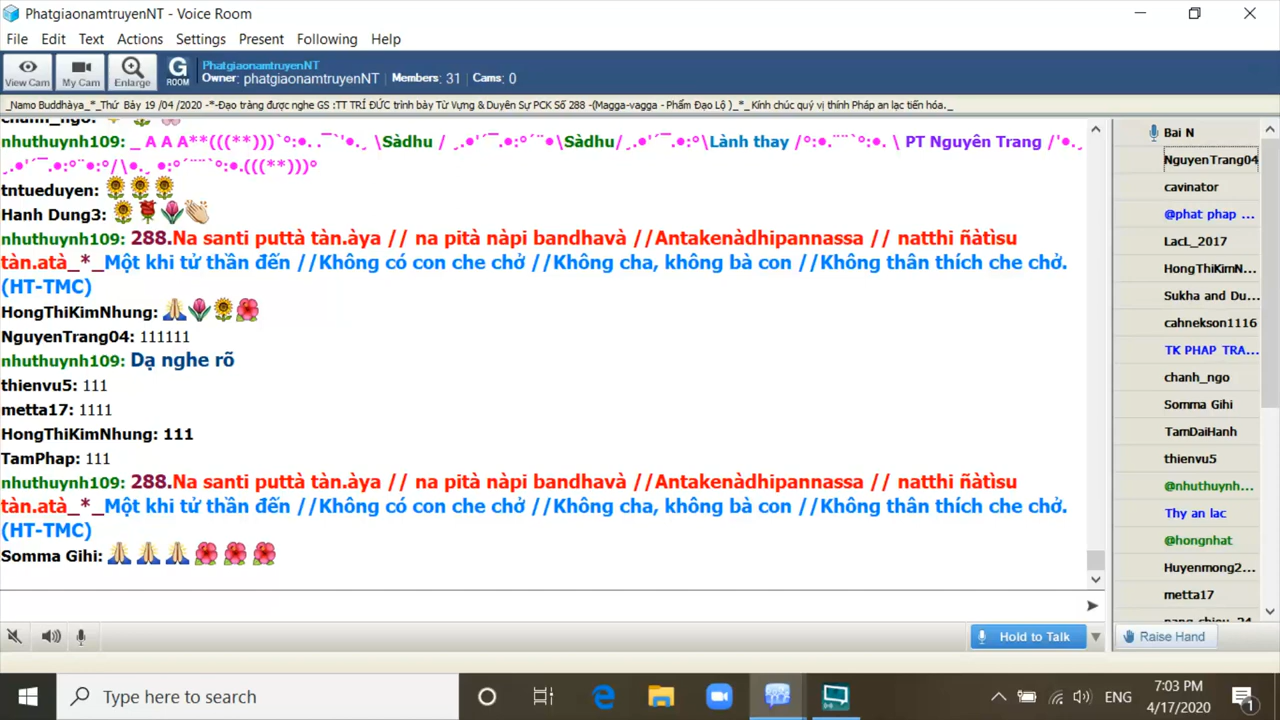 PhatgiaonamtruyenNT - Voice Room
File Edit Text Actions Settings Present Following Help
View Cam My Cam Enlarge G ROOM PhatgiaonamtruyenNT
Owner: phatgiaonamtruyenNT Members: 31 Cams: 0
_Namo Buddhàya_*_Thứ Bảy 19 /04 /2020 -*-Đạo tràng được nghe GS :TT TRÍ ĐỨC trình bày Từ Vựng & Duyên Sự PCK Số 288 -(Magga-vagga - Phẩm Đạo Lộ )_*_ Kính chúc quý vị thính Pháp an lạc tiến hóa._
chanh_ngo:
nhuthuynh109: _ A A A**(((**)))`°:•. .¯`'•.¸ \Sàdhu / ¸.•'´¯.•:°´¨•\Sàdhu/¸.•'´¯.•:°\Lành thay /°:•.¨¨`°:•. \ PT Nguyên Trang /'•.¸
¸.•'´¯.•:°¨•:°/\•.¸ •:°´¨¨`°:•.(((**)))°
tntueduyen: 🌻🌻🌻
Hanh Dung3: 🌻🌹🌷👏🏼
nhuthuynh109: 288.Na santi puttà tàn.àya // na pità nàpi bandhavà //Antakenàdhipannassa // natthi ñàtìsu
tàn.atà_*_Một khi tử thần đến //Không có con che chở //Không cha, không bà con //Không thân thích che chở.
(HT-TMC)
HongThiKimNhung: 🙏🏼🌷🌻🌺
NguyenTrang04: 111111
nhuthuynh109: Dạ nghe rõ
thienvu5: 111
metta17: 1111
HongThiKimNhung: 111
TamPhap: 111
nhuthuynh109: 288.Na santi puttà tàn.àya // na pità nàpi bandhavà //Antakenàdhipannassa // natthi ñàtìsu
tàn.atà_*_Một khi tử thần đến //Không có con che chở //Không cha, không bà con //Không thân thích che chở.
(HT-TMC)
Somma Gihi: 🙏🏼🙏🏼🙏🏼🌺🌺🌺
Bai N
NguyenTrang04
cavinator
@phat phap ...
LacL_2017
HongThiKimN...
Sukha and Du...
cahnekson1116
TK PHAP TRA...
chanh_ngo
Somma Gihi
TamDaiHanh
thienvu5
@nhuthuynh...
Thy an lac
@hongnhat
Huyenmong2...
metta17
Hold to Talk
Raise Hand
Type here to search
ENG
7:03 PM
4/17/2020
1